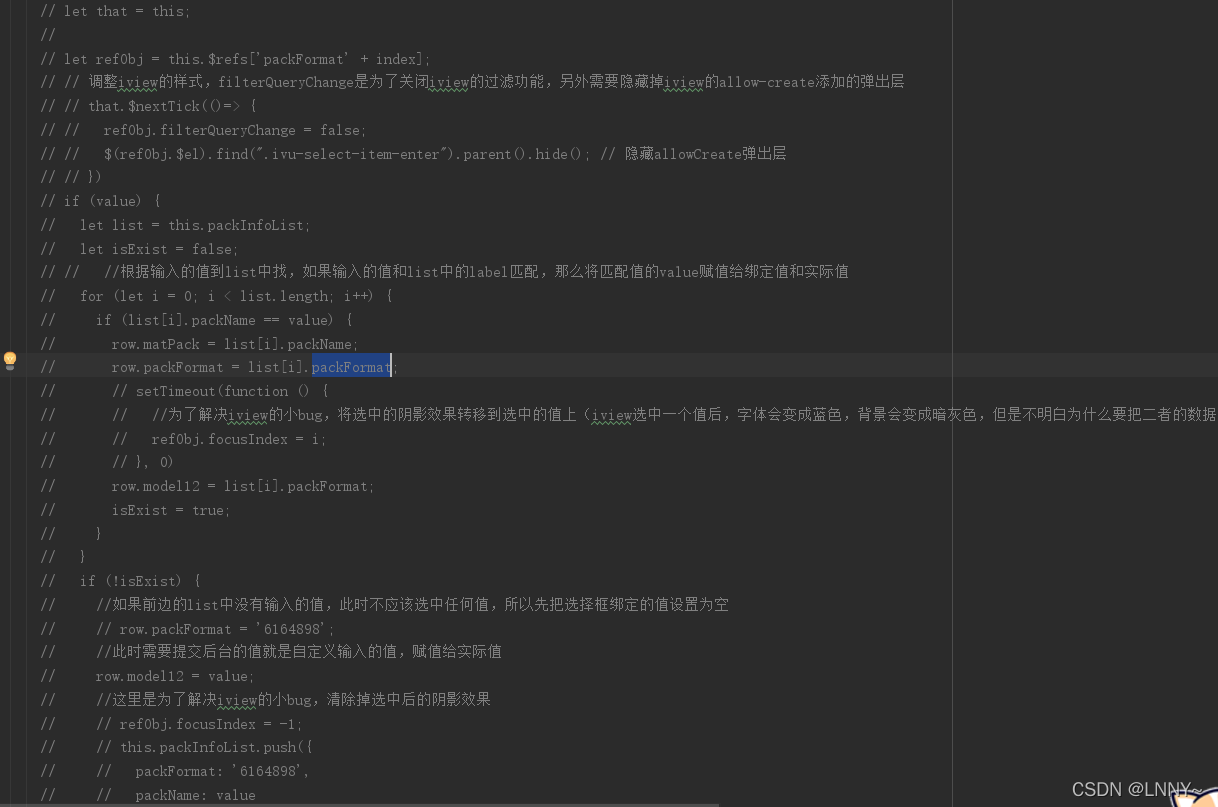 // let that = this;
//
// let refObj = this.$refs['packFormat' + index];
// // 调整iview的样式，filterQueryChange是为了关闭iview的过滤功能，另外需要隐藏掉iview的allow-create添加的弹出层
// // that.$nextTick(()=> {
// //   refObj.filterQueryChange = false;
// //   $(refObj.$el).find(".ivu-select-item-enter").parent().hide(); // 隐藏allowCreate弹出层
// // })
// if (value) {
//   let list = this.packInfoList;
//   let isExist = false;
// //   //根据输入的值到list中找，如果输入的值和list中的label匹配，那么将匹配值的value赋值给绑定值和实际值
//   for (let i = 0; i < list.length; i++) {
//     if (list[i].packName == value) {
//       row.matPack = list[i].packName;
//       row.packFormat = list[i].packFormat;
//       // setTimeout(function () {
//       //   //为了解决iview的小bug，将选中的阴影效果转移到选中的值上（iview选中一个值后，字体会变成蓝色，背景会变成暗灰色，但是不明白为什么要把二者的数据
//       //   refObj.focusIndex = i;
//       // }, 0)
//       row.model12 = list[i].packFormat;
//       isExist = true;
//     }
//   }
//   if (!isExist) {
//     //如果前边的list中没有输入的值，此时不应该选中任何值，所以先把选择框绑定的值设置为空
//     // row.packFormat = '6164898';
//     //此时需要提交后台的值就是自定义输入的值，赋值给实际值
//     row.model12 = value;
//     //这里是为了解决iview的小bug，清除掉选中后的阴影效果
//     // refObj.focusIndex = -1;
//     // this.packInfoList.push({
//     //   packFormat: '6164898',
//     //   packName: value
CSDN @LNNY~